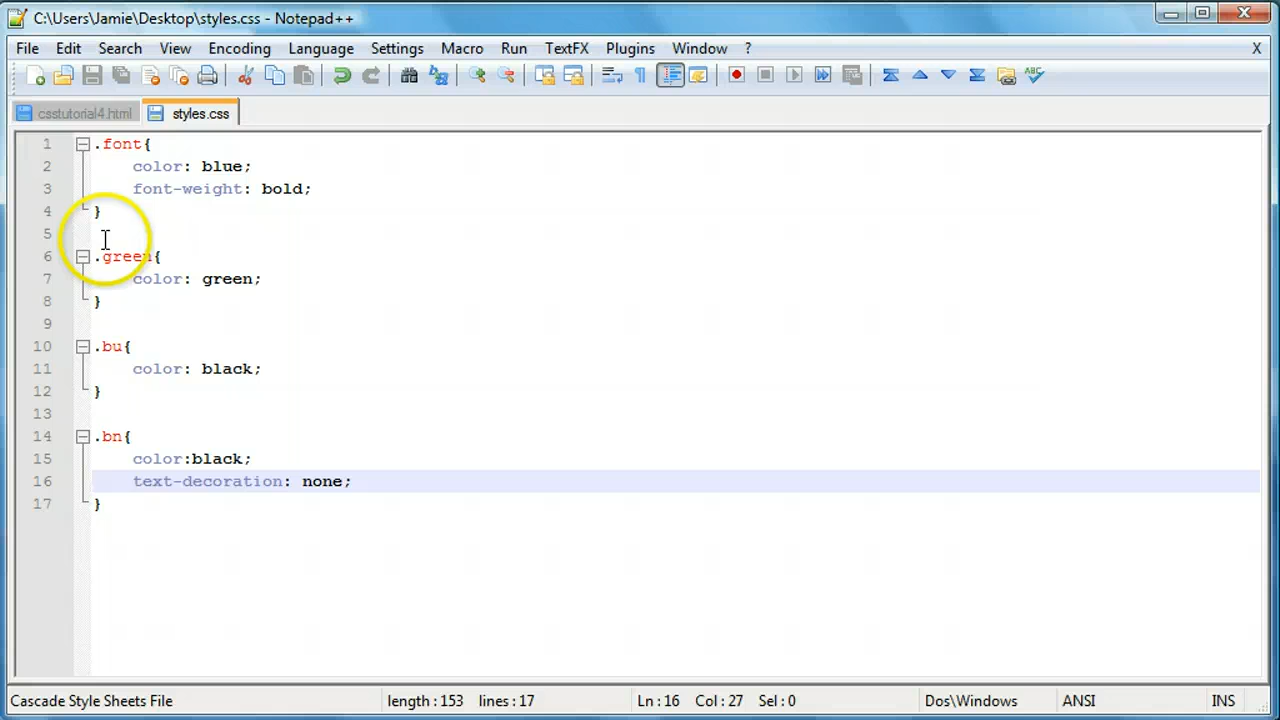 C:\Users\Jamie\Desktop\styles.css - Notepad++
File Edit Search View Encoding Language Settings Macro Run TextFX Plugins Window ? X
csstutorial4.html styles.css
1 .font{
2 color: blue;
3 font-weight: bold;
4 }
5
6 .green{
7 color: green;
8 }
9
10 .bu{
11 color: black;
12 }
13
14 .bn{
15 color:black;
16 text-decoration: none;
17 }
Cascade Style Sheets File length : 153 lines : 17 Ln : 16 Col : 27 Sel : 0 Dos\Windows ANSI INS